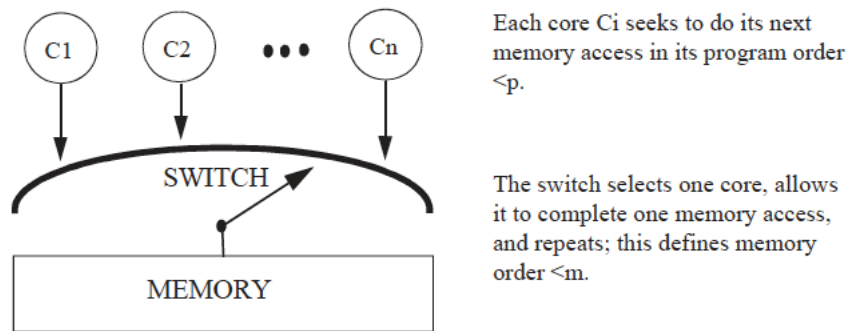 C1
C2
Cn
Each core Ci seeks to do its next
memory access in its program order
<p.
SWITCH
The switch selects one core, allows
it to complete one memory access,
and repeats; this defines memory
order <m.
MEMORY